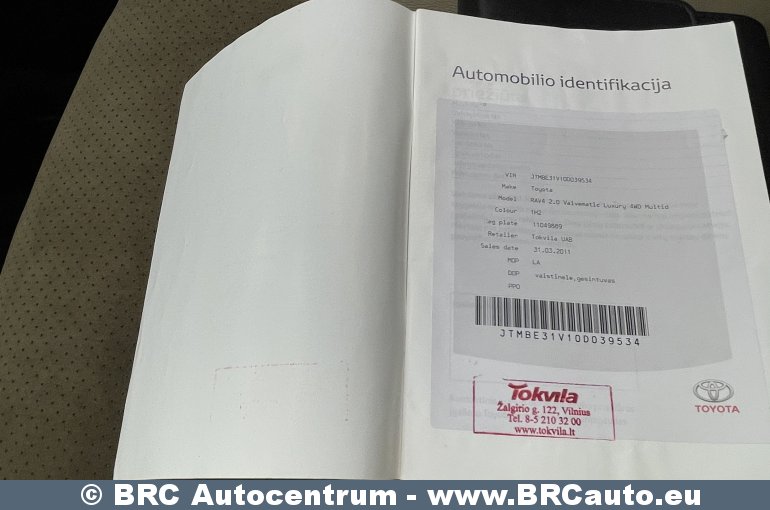 Automobilio identifikacija
VIN JTMBE31V10D039534
Make Toyota
Model RAV4 2.0 Valvematic Luxury 4WD Multid
Colour 1H2
Reg plate 11049889
Retailer Tokvila UAB
Sales date 31.03.2011
MOP LA
DOP vaistinele,gesintuvas
PPO
JTMBE31V10D039534
Tokvila
Žalgirio g. 122, Vilnius
Tel. 8-5 210 32 00
www.tokvila.lt
TOYOTA
© BRC Autocentrum - www.BRCauto.eu